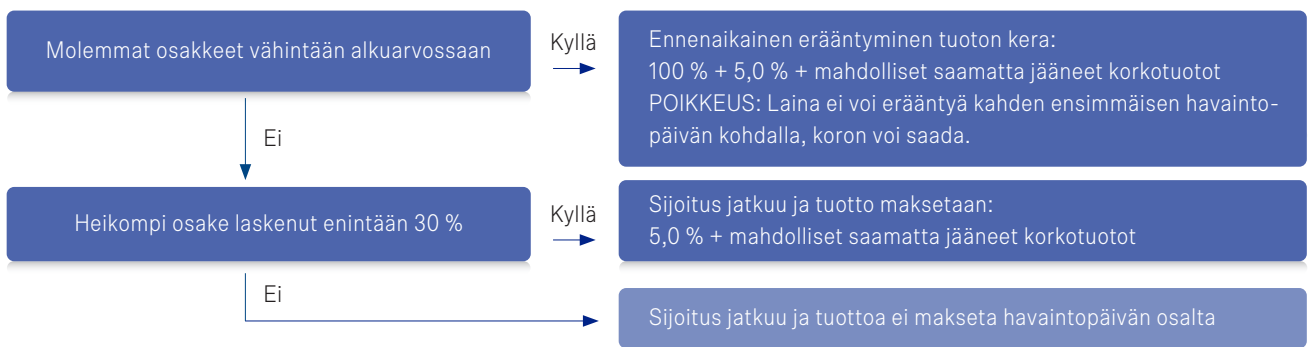 Molemmat osakkeet vähintään alkuarvossaan
Kyllä
Ennenaikainen erääntyminen tuoton kera:
100 % + 5,0 % + mahdolliset saamatta jääneet korkotuotot
POIKKEUS: Laina ei voi erääntyä kahden ensimmäisen havainto-
päivän kohdalla, koron voi saada.
Ei
Heikompi osake laskenut enintään 30 %
Kyllä
Sijoitus jatkuu ja tuotto maksetaan:
5,0 % + mahdolliset saamatta jääneet korkotuotot
Ei
Sijoitus jatkuu ja tuottoa ei makseta havaintopäivän osalta